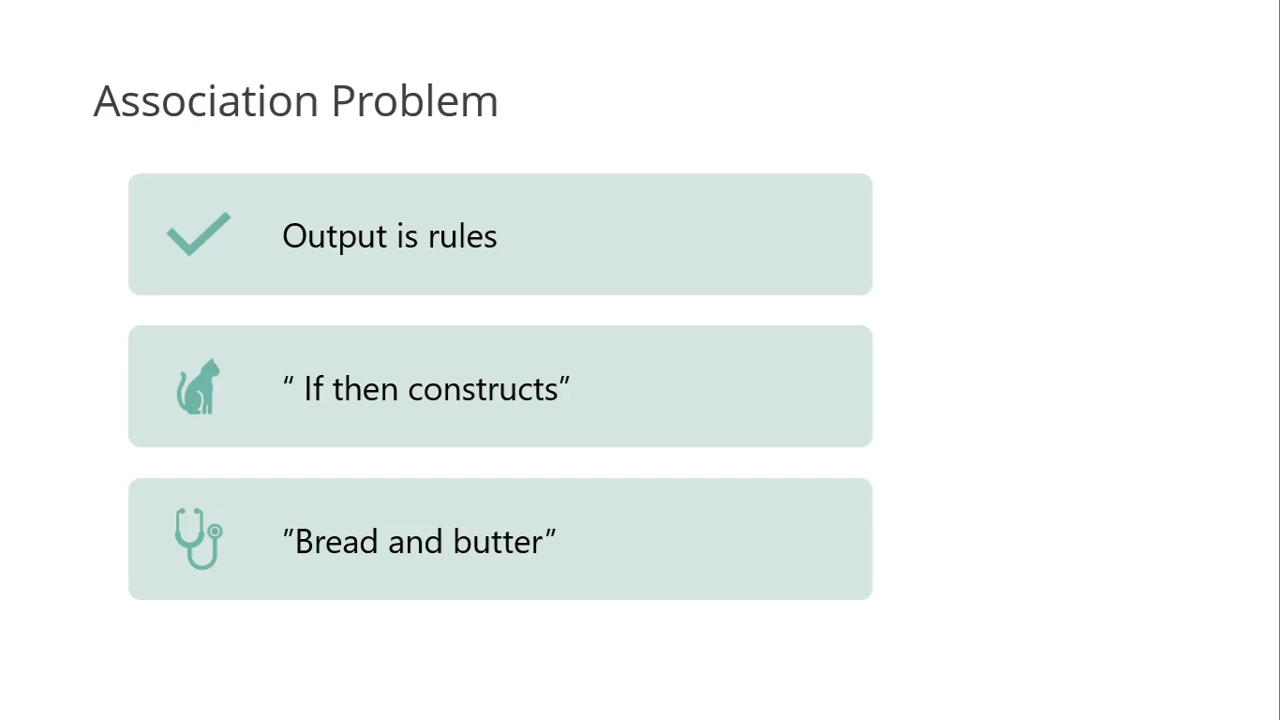 Association Problem
Output is rules
“ If then constructs”
”Bread and butter”